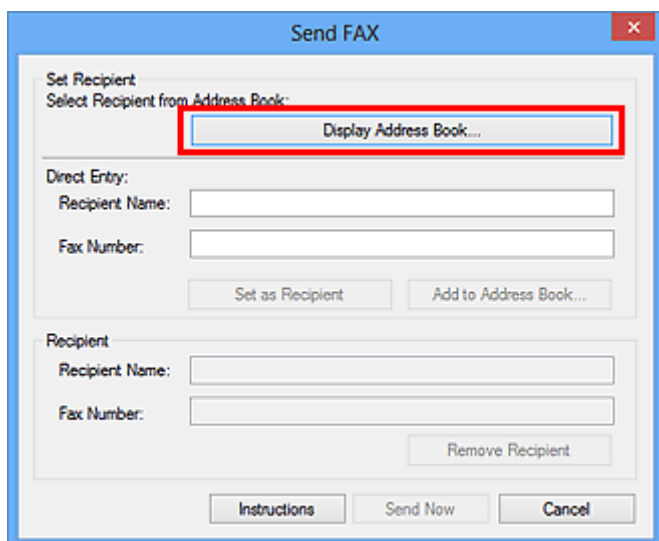 Send FAX
Set Recipient
Select Recipient from Address Book:
Display Address Book...
Direct Entry:
Recipient Name:
Fax Number:
Set as Recipient Add to Address Book...
Recipient
Recipient Name:
Fax Number:
Remove Recipient
Instructions Send Now Cancel